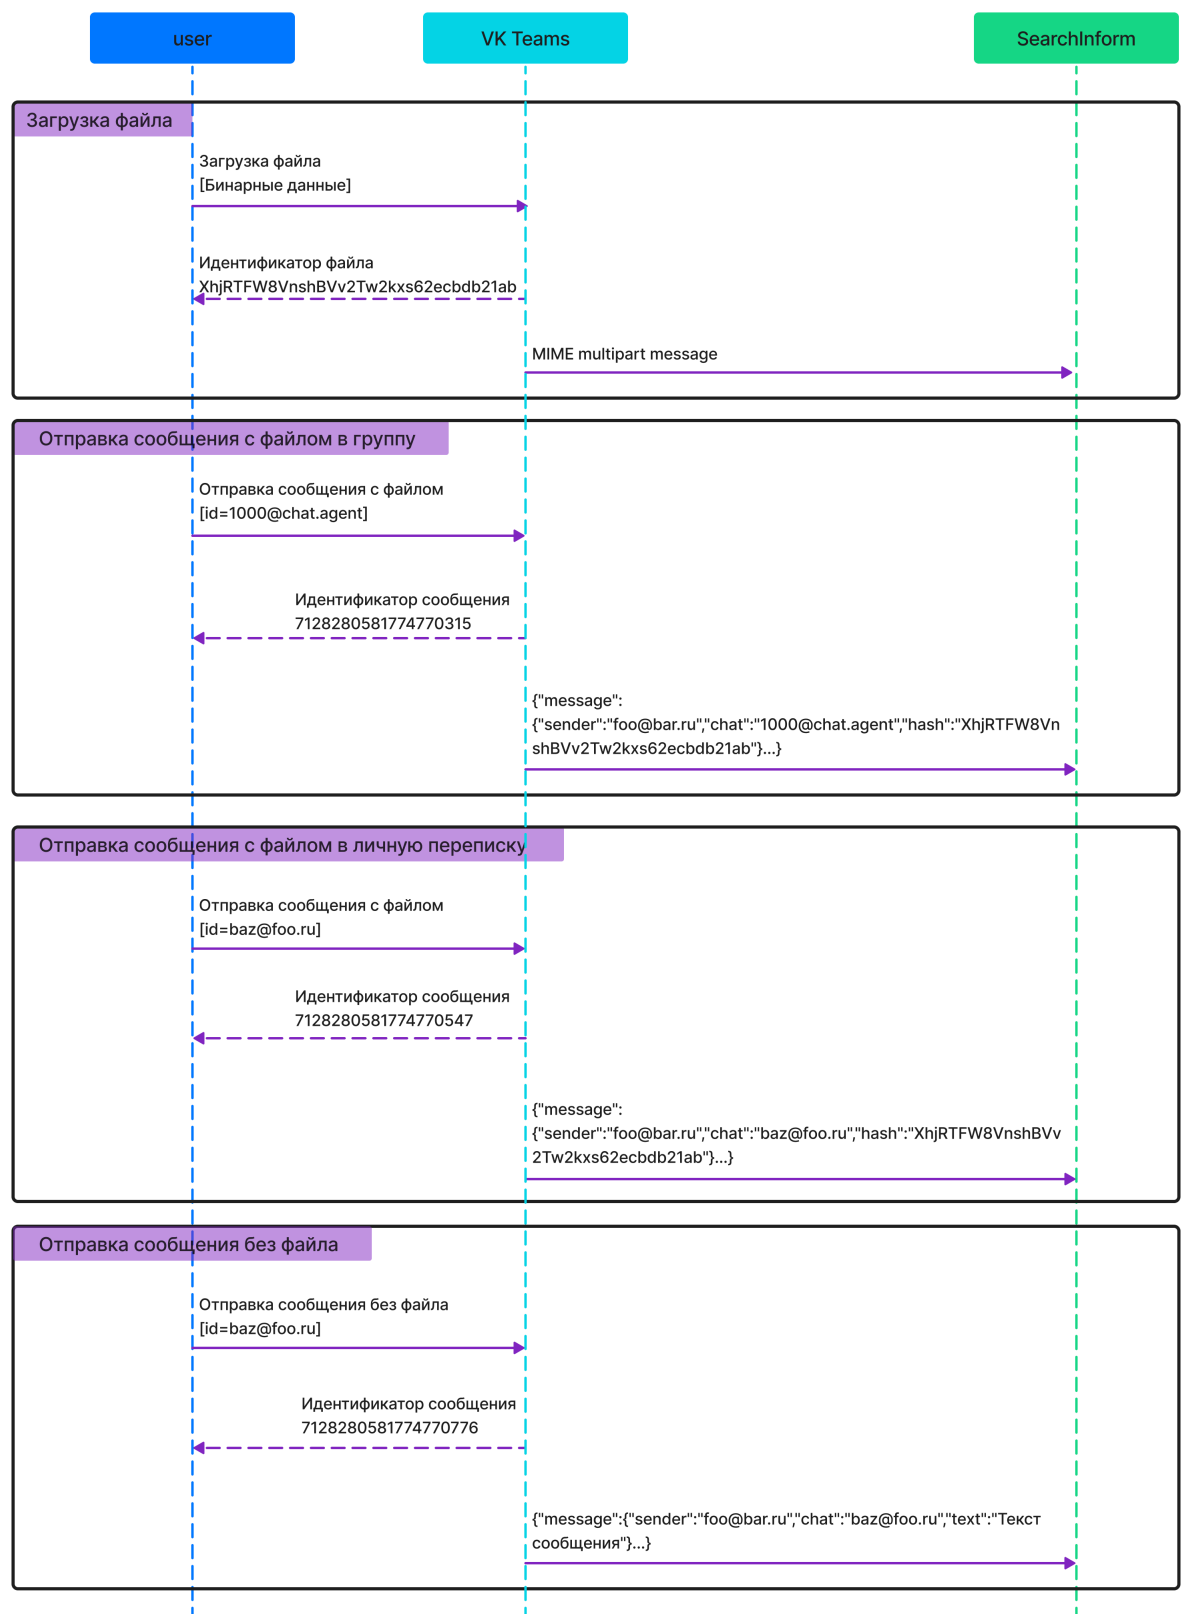 user
VK Teams
SearchInform
Загрузка файла
Загрузка файла
[Бинарные данные]
Идентификатор файла
XhjRTFW8VnshBVv2Tw2kxs62ecbdb21ab
MIME multipart message
Отправка сообщения с файлом в группу
Отправка сообщения с файлом
[id=1000@chat.agent]
Идентификатор сообщения
7128280581774770315
{"message":
{"sender":"foo@bar.ru","chat":"1000@chat.agent","hash":"XhjRTFW8Vn
shBVv2Tw2kxs62ecbdb21ab"}...}
Отправка сообщения с файлом в личную переписку
Отправка сообщения с файлом
[id=baz@foo.ru]
Идентификатор сообщения
7128280581774770547
{"message":
{"sender":"foo@bar.ru","chat":"baz@foo.ru","hash":"XhjRTFW8VnshBVv
2Tw2kxs62ecbdb21ab"}...}
Отправка сообщения без файла
Отправка сообщения без файла
[id=baz@foo.ru]
Идентификатор сообщения
7128280581774770776
{"message":{"sender":"foo@bar.ru","chat":"baz@foo.ru","text":"Текст
сообщения"}...}